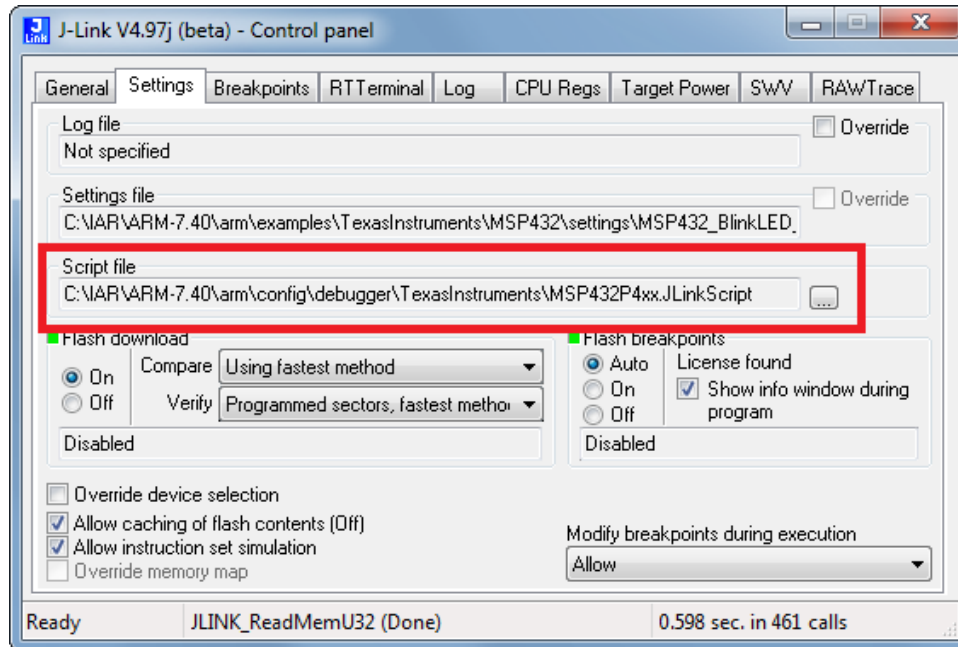 J-Link V4.97j (beta) - Control panel
General Settings Breakpoints RTTerminal Log CPU Regs Target Power SWV RAWTrace
Log file
Override
Not specified
Settings file
Override
C:\IAR\ARM-7.40\arm\examples\TexasInstruments\MSP432\settings\MSP432_BlinkLED_
Script file
C:\IAR\ARM-7.40\arm\config\debugger\TexasInstruments\MSP432P4xx.JLinkScript ...
Flash download
On
Off
Compare Using fastest method
Verify Programmed sectors, fastest
Disabled
Flash breakpoints
Auto
On
Off
License found
Show info window during
program
Disabled
Override device selection
Allow caching of flash contents (Off)
Allow instruction set simulation
Override memory map
Modify breakpoints during execution
Allow
Ready JLINK_ReadMemU32 (Done) 0.598 sec. in 461 calls